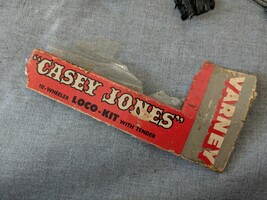 "CASEY JONES"
10-WHEELER LOCO-KIT WITH TENDER
VARNEY